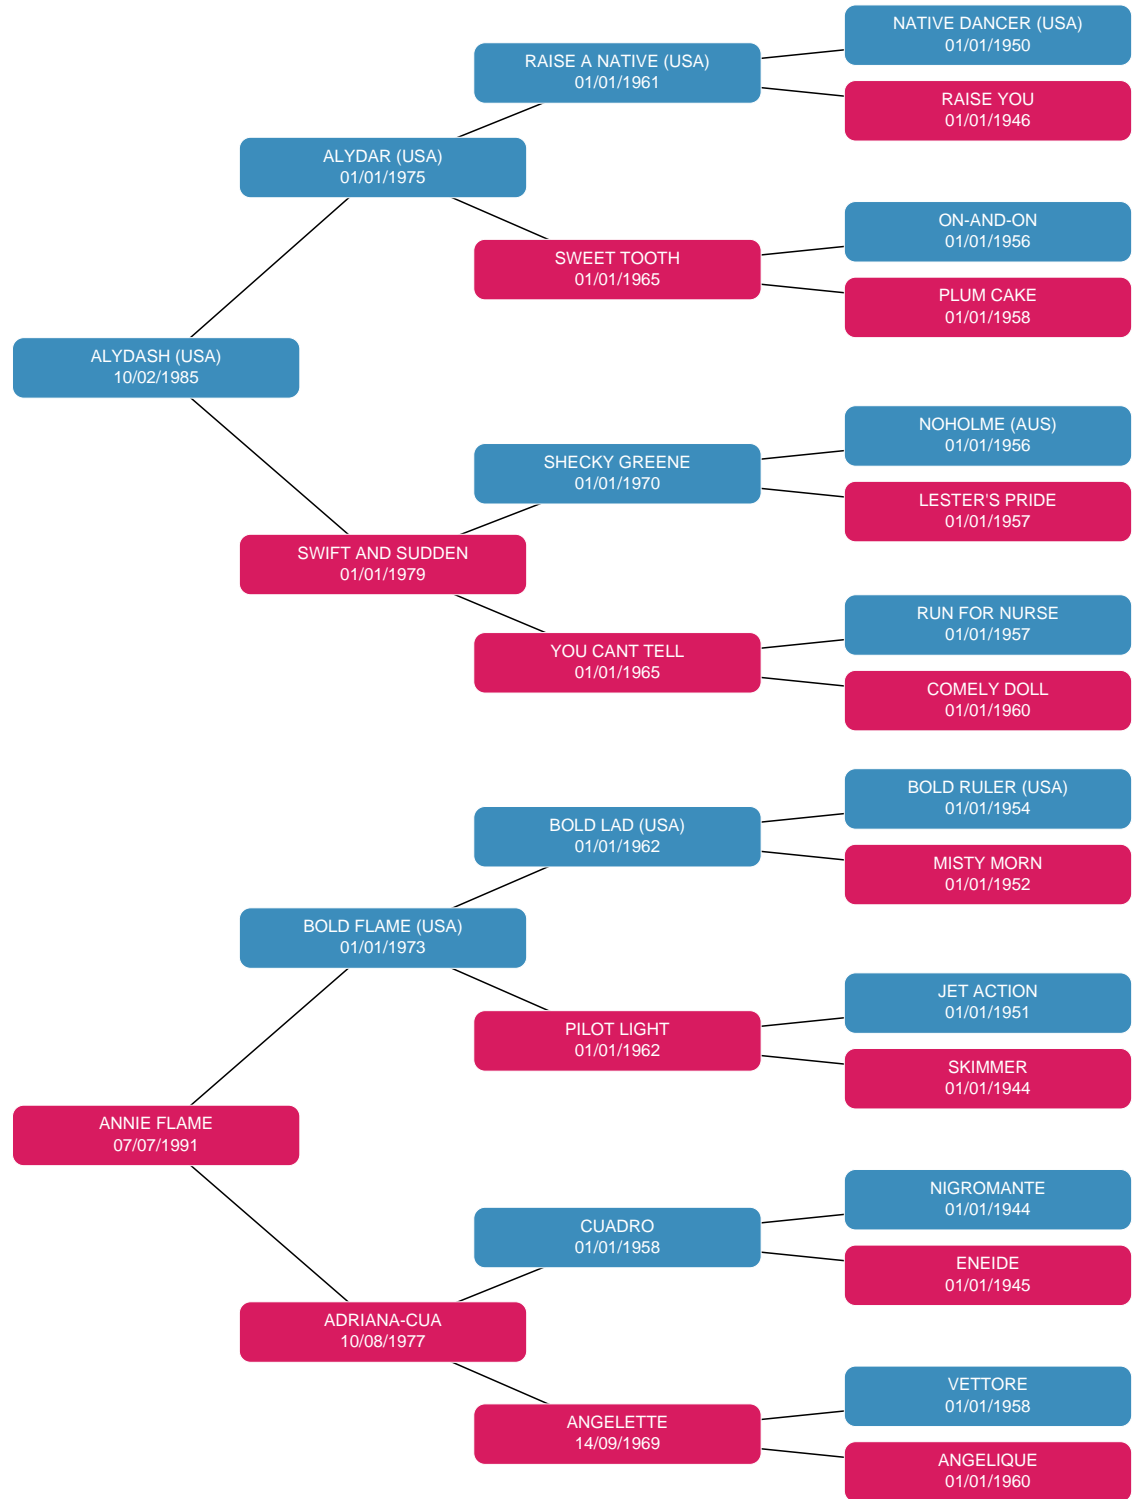 NATIVE DANCER (USA)
01/01/1950
RAISE A NATIVE (USA)
01/01/1961
RAISE YOU
01/01/1946
ALYDAR (USA)
01/01/1975
ON-AND-ON
01/01/1956
SWEET TOOTH
01/01/1965
PLUM CAKE
01/01/1958
ALYDASH (USA)
10/02/1985
NOHOLME (AUS)
01/01/1956
SHECKY GREENE
01/01/1970
LESTER'S PRIDE
01/01/1957
SWIFT AND SUDDEN
01/01/1979
RUN FOR NURSE
01/01/1957
YOU CANT TELL
01/01/1965
COMELY DOLL
01/01/1960
BOLD RULER (USA)
01/01/1954
BOLD LAD (USA)
01/01/1962
MISTY MORN
01/01/1952
BOLD FLAME (USA)
01/01/1973
JET ACTION
01/01/1951
PILOT LIGHT
01/01/1962
SKIMMER
01/01/1944
ANNIE FLAME
07/07/1991
NIGROMANTE
01/01/1944
CUADRO
01/01/1958
ENEIDE
01/01/1945
ADRIANA-CUA
10/08/1977
VETTORE
01/01/1958
ANGELETTE
14/09/1969
ANGELIQUE
01/01/1960